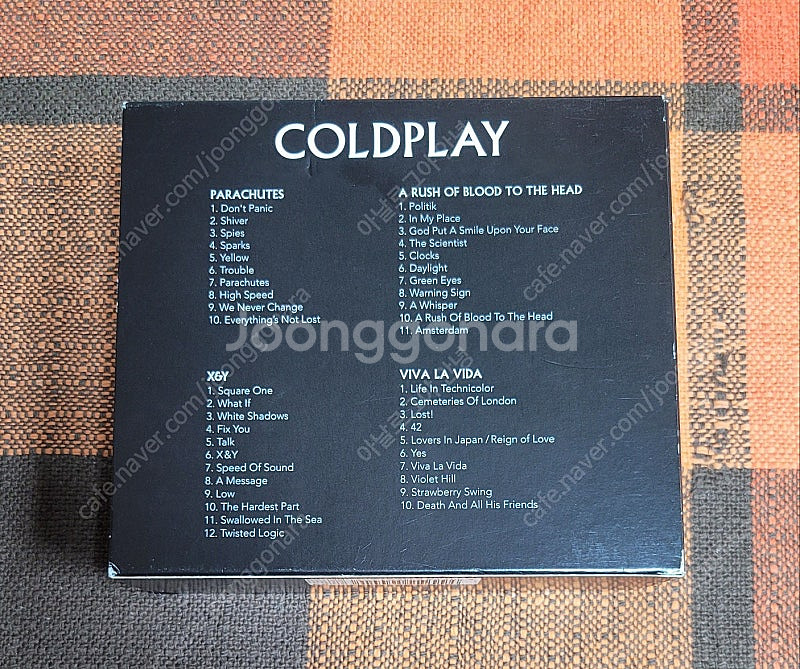 COLDPLAY
PARACHUTES
1. Don't Panic
2. Shiver
3. Spies
4. Sparks
5. Yellow
6. Trouble
7. Parachutes
8. High Speed
9. We Never Change
10. Everything's Not Lost
A RUSH OF BLOOD TO THE HEAD
1. Politik
2. In My Place
3. God Put A Smile Upon Your Face
4. The Scientist
5. Clocks
6. Daylight
7. Green Eyes
8. Warning Sign
9. A Whisper
10. A Rush Of Blood To The Head
11. Amsterdam
Joonggonara
X&Y
1. Square One
2. What If
3. White Shadows
4. Fix You
5. Talk
6. X&Y
7. Speed Of Sound
8. A Message
9. Low
10. The Hardest Part
11. Swallowed In The Sea
12. Twisted Logic
VIVA LA VIDA
1. Life In Technicolor
2. Cemeteries Of London
3. Lost!
4. 42
5. Lovers In Japan / Reign of Love
6. Yes
7. Viva La Vida
8. Violet Hill
9. Strawberry Swing
10. Death And All His Friends
cafe.naver.com/joonggonara